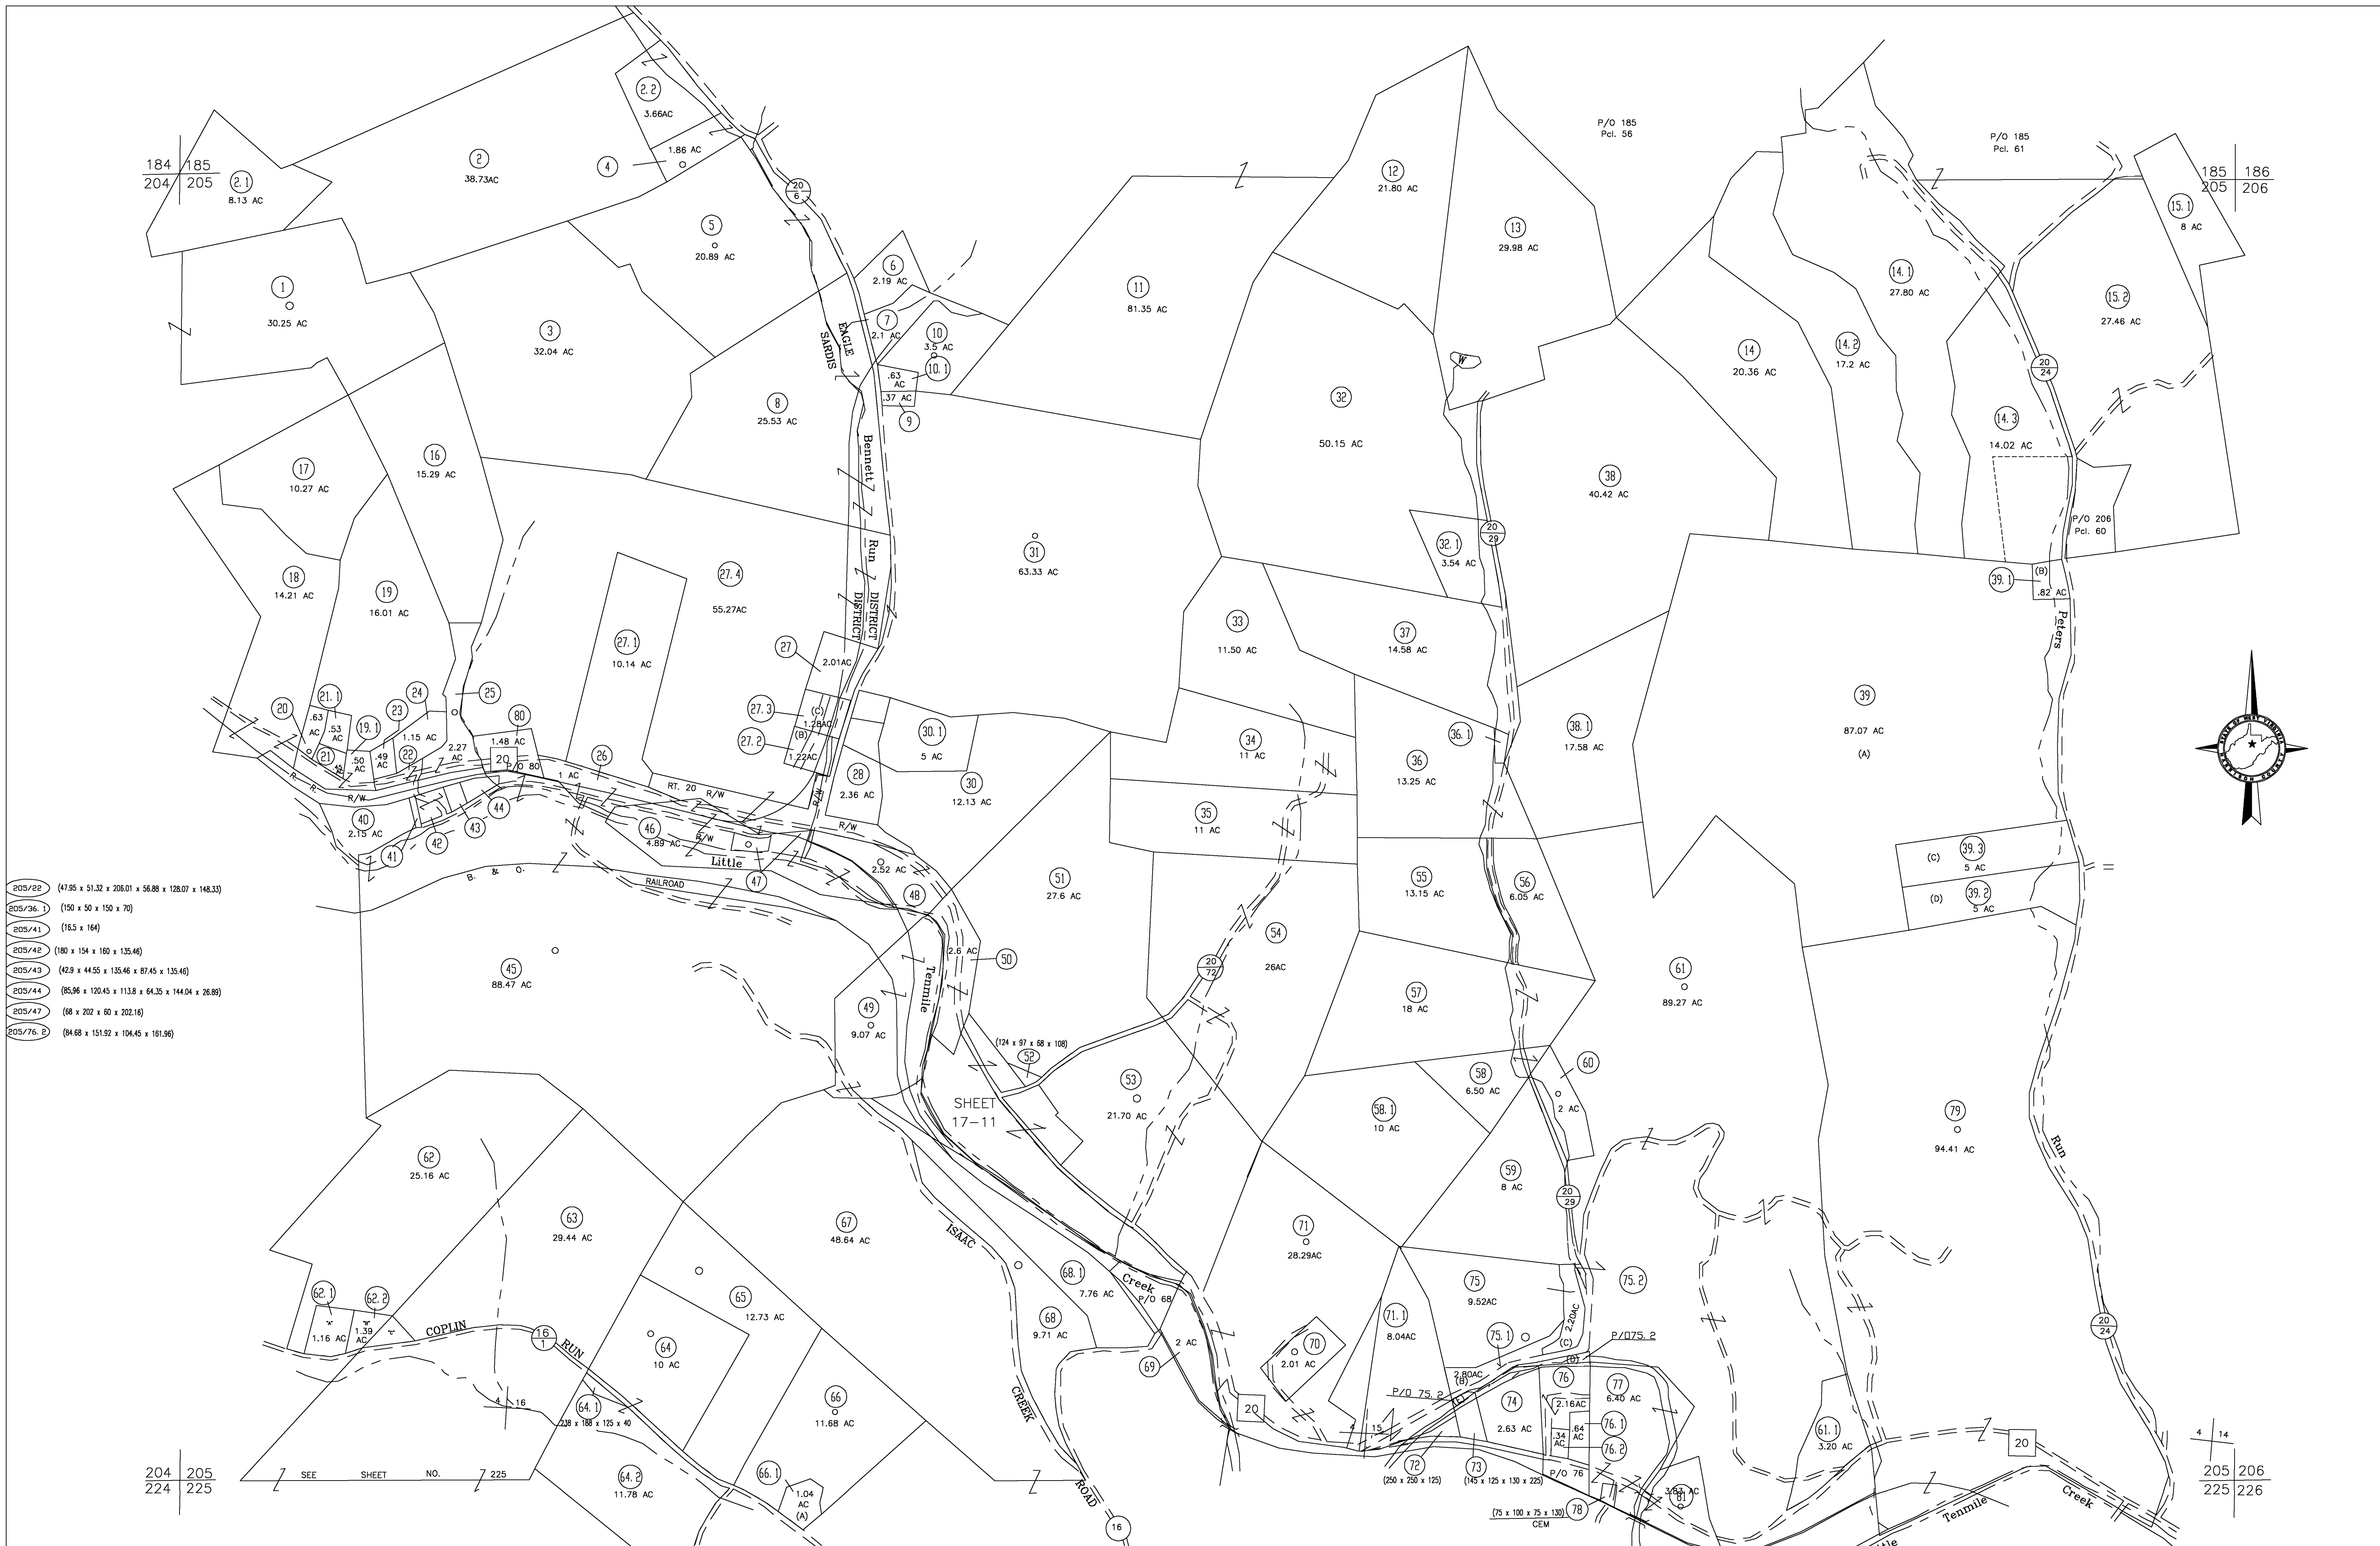 184 185
204 205
2.1
8.13 AC
2
38.73AC
2.2
3.66AC
4
1.86 AC
20
6
5
20.89 AC
1
30.25 AC
3
32.04 AC
6
2.19 AC
7
2.1 AC
10
3.5 AC
10.1
.63
AC
.37 AC
9
EAGLE
SARDIS
8
25.53 AC
11
81.35 AC
12
21.80 AC
13
29.98 AC
P/O 185
Pcl. 56
P/O 185
Pcl. 61
185 186
205 206
15.1
8 AC
15.2
27.46 AC
14.1
27.80 AC
14.2
17.2 AC
14
20.36 AC
20
24
14.3
14.02 AC
P/O 206
Pcl. 60
W
32
50.15 AC
32.1
3.54 AC
20
29
38
40.42 AC
17
10.27 AC
16
15.29 AC
18
14.21 AC
19
16.01 AC
27.4
55.27AC
27.1
10.14 AC
Bennett
Run
DISTRICT
DISTRICT
31
63.33 AC
33
11.50 AC
37
14.58 AC
39.1
(B)
.82 AC
Peters
39
87.07 AC
(A)
STATE OF WEST VIRGINIA
HARRISON COUNTY
27
2.01AC
27.3
(C)
1.28AC
(B)
27.2
1.22AC
30.1
5 AC
30
12.13 AC
28
2.36 AC
34
11 AC
35
11 AC
36
13.25 AC
36.1
38.1
17.58 AC
20
.63
AC
21.1
.53
AC
21
19.1
.50
AC
23
.49
AC
24
1.15 AC
22
25
2.27
AC
80
1.48 AC
20
P/O 80
1 AC
26
RT. 20 R/W
R/W
R/W
R. R.
R/W
40
2.15 AC
41
42
43
44
46
4.89 AC
R/W
Little
47
2.52 AC
48
B. & O.
RAILROAD
205/22 (47.95 x 51.32 x 206.01 x 56.88 x 128.07 x 148.33)
205/36.1 (150 x 50 x 150 x 70)
205/41 (16.5 x 164)
205/42 (180 x 154 x 160 x 135.46)
205/43 (42.9 x 44.55 x 135.46 x 87.45 x 135.46)
205/44 (85.96 x 120.45 x 113.8 x 64.35 x 144.04 x 26.89)
205/47 (68 x 202 x 60 x 202.16)
205/76.2 (84.68 x 151.92 x 104.45 x 161.96)
45
88.47 AC
49
9.07 AC
Tenmile
2.6 AC
50
51
27.6 AC
54
26AC
20
72
55
13.15 AC
56
6.05 AC
39.3
(C)
5 AC
39.2
(D)
5 AC
61
89.27 AC
57
18 AC
(124 x 97 x 68 x 108)
52
53
21.70 AC
SHEET
17-11
58
6.50 AC
58.1
10 AC
60
2 AC
59
8 AC
20
29
79
94.41 AC
Run
62
25.16 AC
63
29.44 AC
67
48.64 AC
ISAAC
CREEK
ROAD
71
28.29AC
65
12.73 AC
64
10 AC
62.1
1.16 AC
62.2
1.39
AC
COPLIN
RUN
16
1
68.1
7.76 AC
Creek
P/O 68
68
9.71 AC
2 AC
69
70
2.01 AC
71.1
8.04AC
75
9.52AC
75.2
2.20AC
75.1
(C)
(D)
P/O75.2
2.80AC
(B)
P/O 75.2
(E)
76
2.16AC
77
6.40 AC
76.1
.64
AC
.34
AC
76.2
74
2.63 AC
20
24
66
11.68 AC
66.1
1.04
AC
(A)
64.1
238 x 188 x 125 x 40
64.2
11.78 AC
4 16
20
4 15
72
(250 x 250 x 125)
73
(145 x 125 x 130 x 225)
P/O 76
78
(75 x 100 x 75 x 130)
CEM
3.83 AC
81
61.1
3.20 AC
20
4 14
204 205
224 225
SEE SHEET NO. 225
16
Tenmile
Creek
205 206
225 226